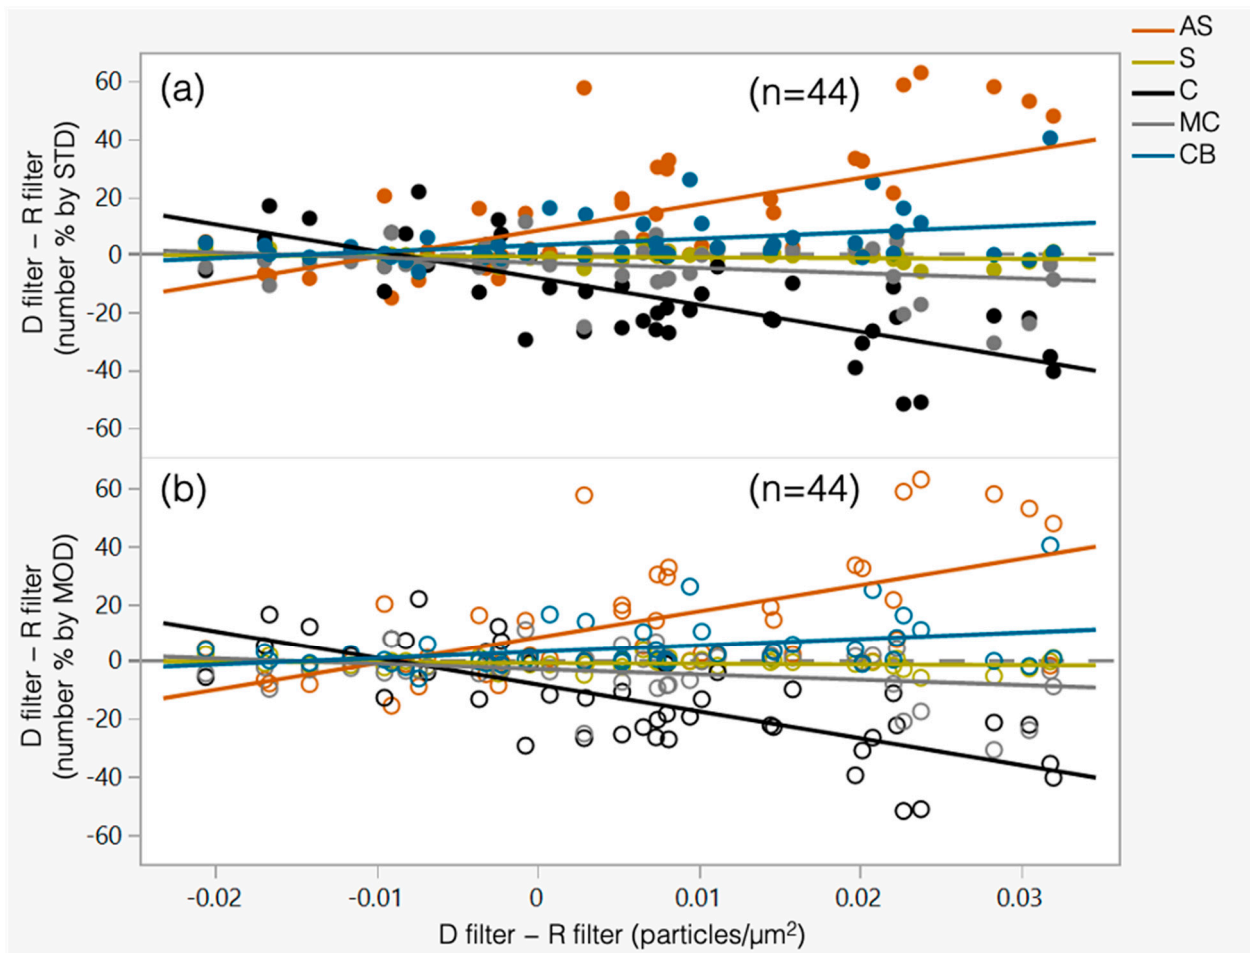 AS
S
C
MC
CB
(a)
(n=44)
60
40
20
0
-20
-40
-60
D filter – R filter
(number % by STD)
(b)
(n=44)
60
40
20
0
-20
-40
-60
D filter – R filter
(number % by MOD)
-0.02
-0.01
0
0.01
0.02
0.03
D filter – R filter (particles/µm²)